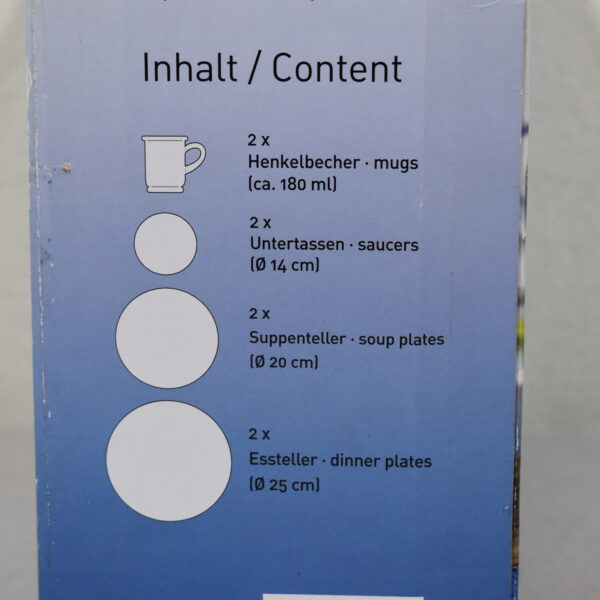 Inhalt / Content
2 x
Henkelbecher · mugs
(ca. 180 ml)
2 x
Untertassen · saucers
(Ø 14 cm)
2 x
Suppenteller · soup plates
(Ø 20 cm)
2 x
Essteller · dinner plates
(Ø 25 cm)